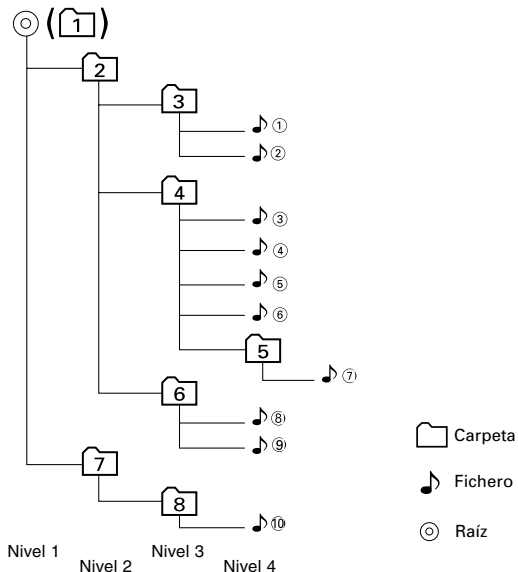 (1)
2
3
①
②
4
③
④
⑤
⑥
5
⑦
6
⑧
⑨
7
8
⑩
Carpeta
Fichero
Raíz
Nivel 1
Nivel 2
Nivel 3
Nivel 4